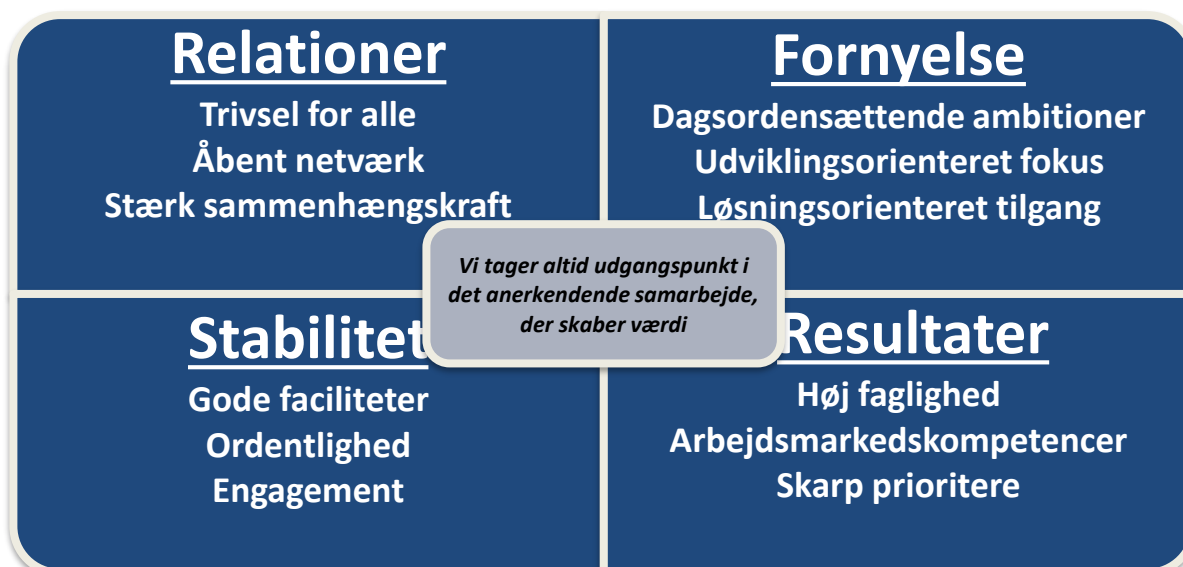 Relationer
Trivsel for alle
Åbent netværk
Stærk sammenhængskraft
Fornyelse
Dagsordensættende ambitioner
Udviklingsorienteret fokus
Løsningsorienteret tilgang
Vi tager altid udgangspunkt i
det anerkendende samarbejde,
der skaber værdi
Stabilitet
Gode faciliteter
Ordentlighed
Engagement
Resultater
Høj faglighed
Arbejdsmarkedskompetencer
Skarp prioritere